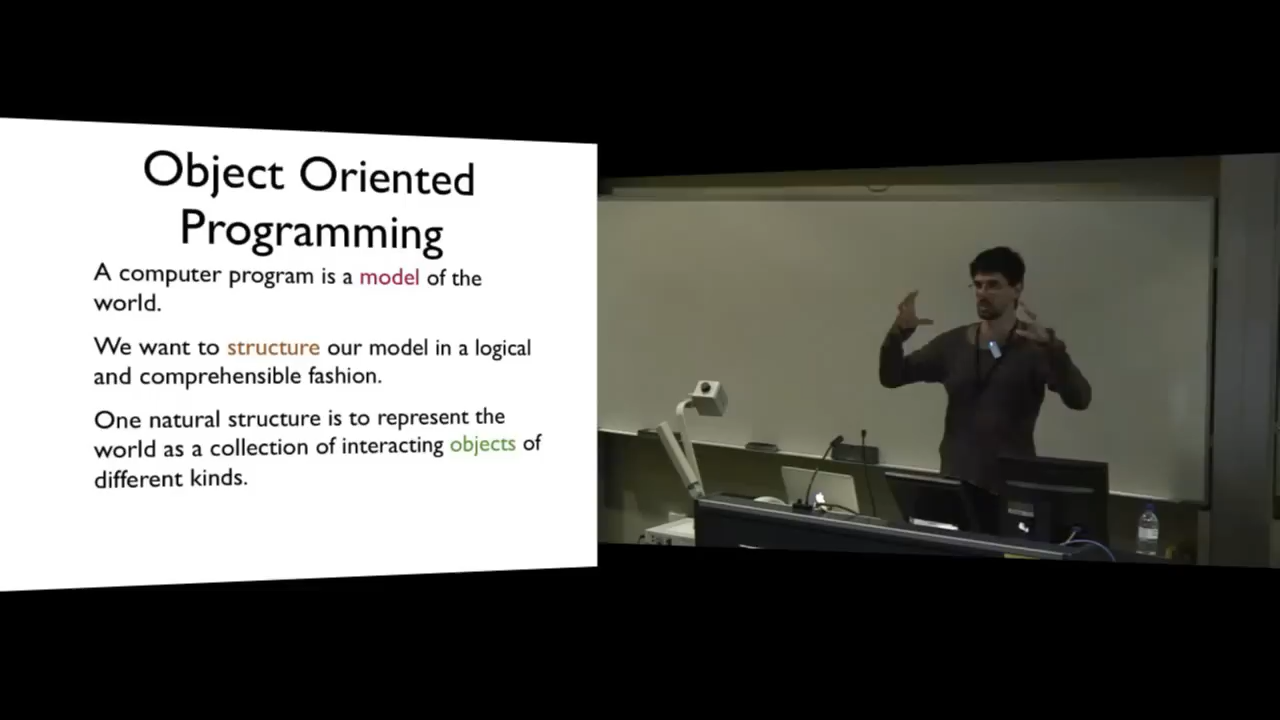 Object Oriented
Programming
A computer program is a model of the
world.
We want to structure our model in a logical
and comprehensible fashion.
One natural structure is to represent the
world as a collection of interacting objects of
different kinds.